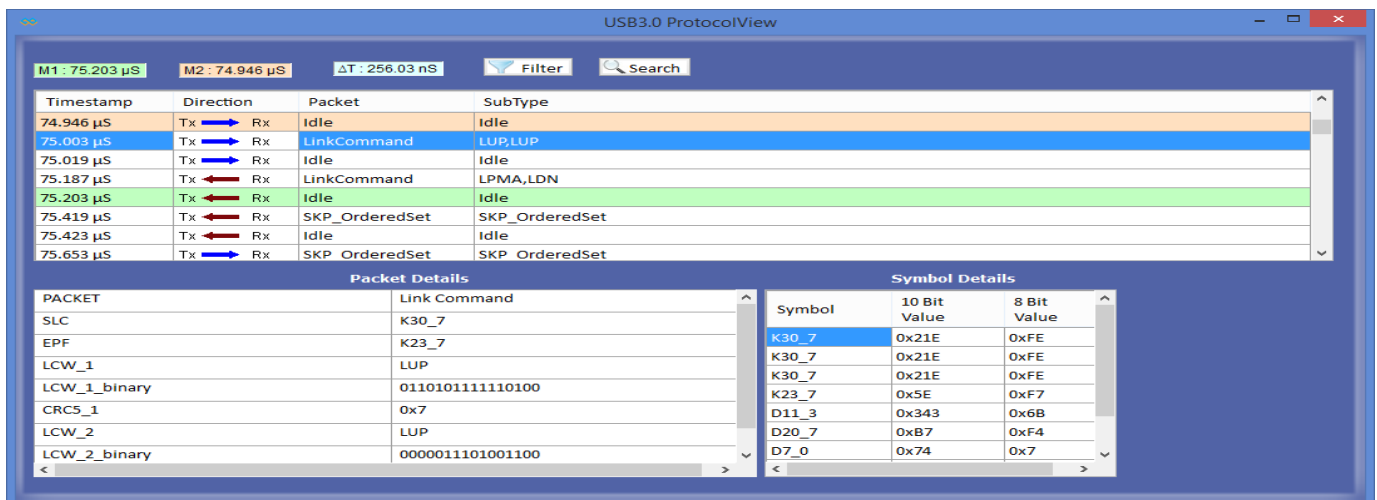 USB3.0 ProtocolView
M1 : 75.203 µS M2 : 74.946 µS ΔT : 256.03 nS Filter Search
Timestamp Direction Packet SubType
74.946 µS Tx Rx Idle Idle
75.003 µS Tx Rx LinkCommand LUP,LUP
75.019 µS Tx Rx Idle Idle
75.187 µS Tx Rx LinkCommand LPMA,LDN
75.203 µS Tx Rx Idle Idle
75.419 µS Tx Rx SKP_OrderedSet SKP_OrderedSet
75.423 µS Tx Rx Idle Idle
75.653 µS Tx Rx SKP_OrderedSet SKP_OrderedSet
Packet Details
PACKET Link Command
SLC K30_7
EPF K23_7
LCW_1 LUP
LCW_1_binary 0110101111110100
CRC5_1 0x7
LCW_2 LUP
LCW_2_binary 0000011101001100
Symbol Details
Symbol 10 Bit Value 8 Bit Value
K30_7 0x21E 0xFE
K30_7 0x21E 0xFE
K30_7 0x21E 0xFE
K23_7 0x5E 0xF7
D11_3 0x343 0x6B
D20_7 0xB7 0xF4
D7_0 0x74 0x7